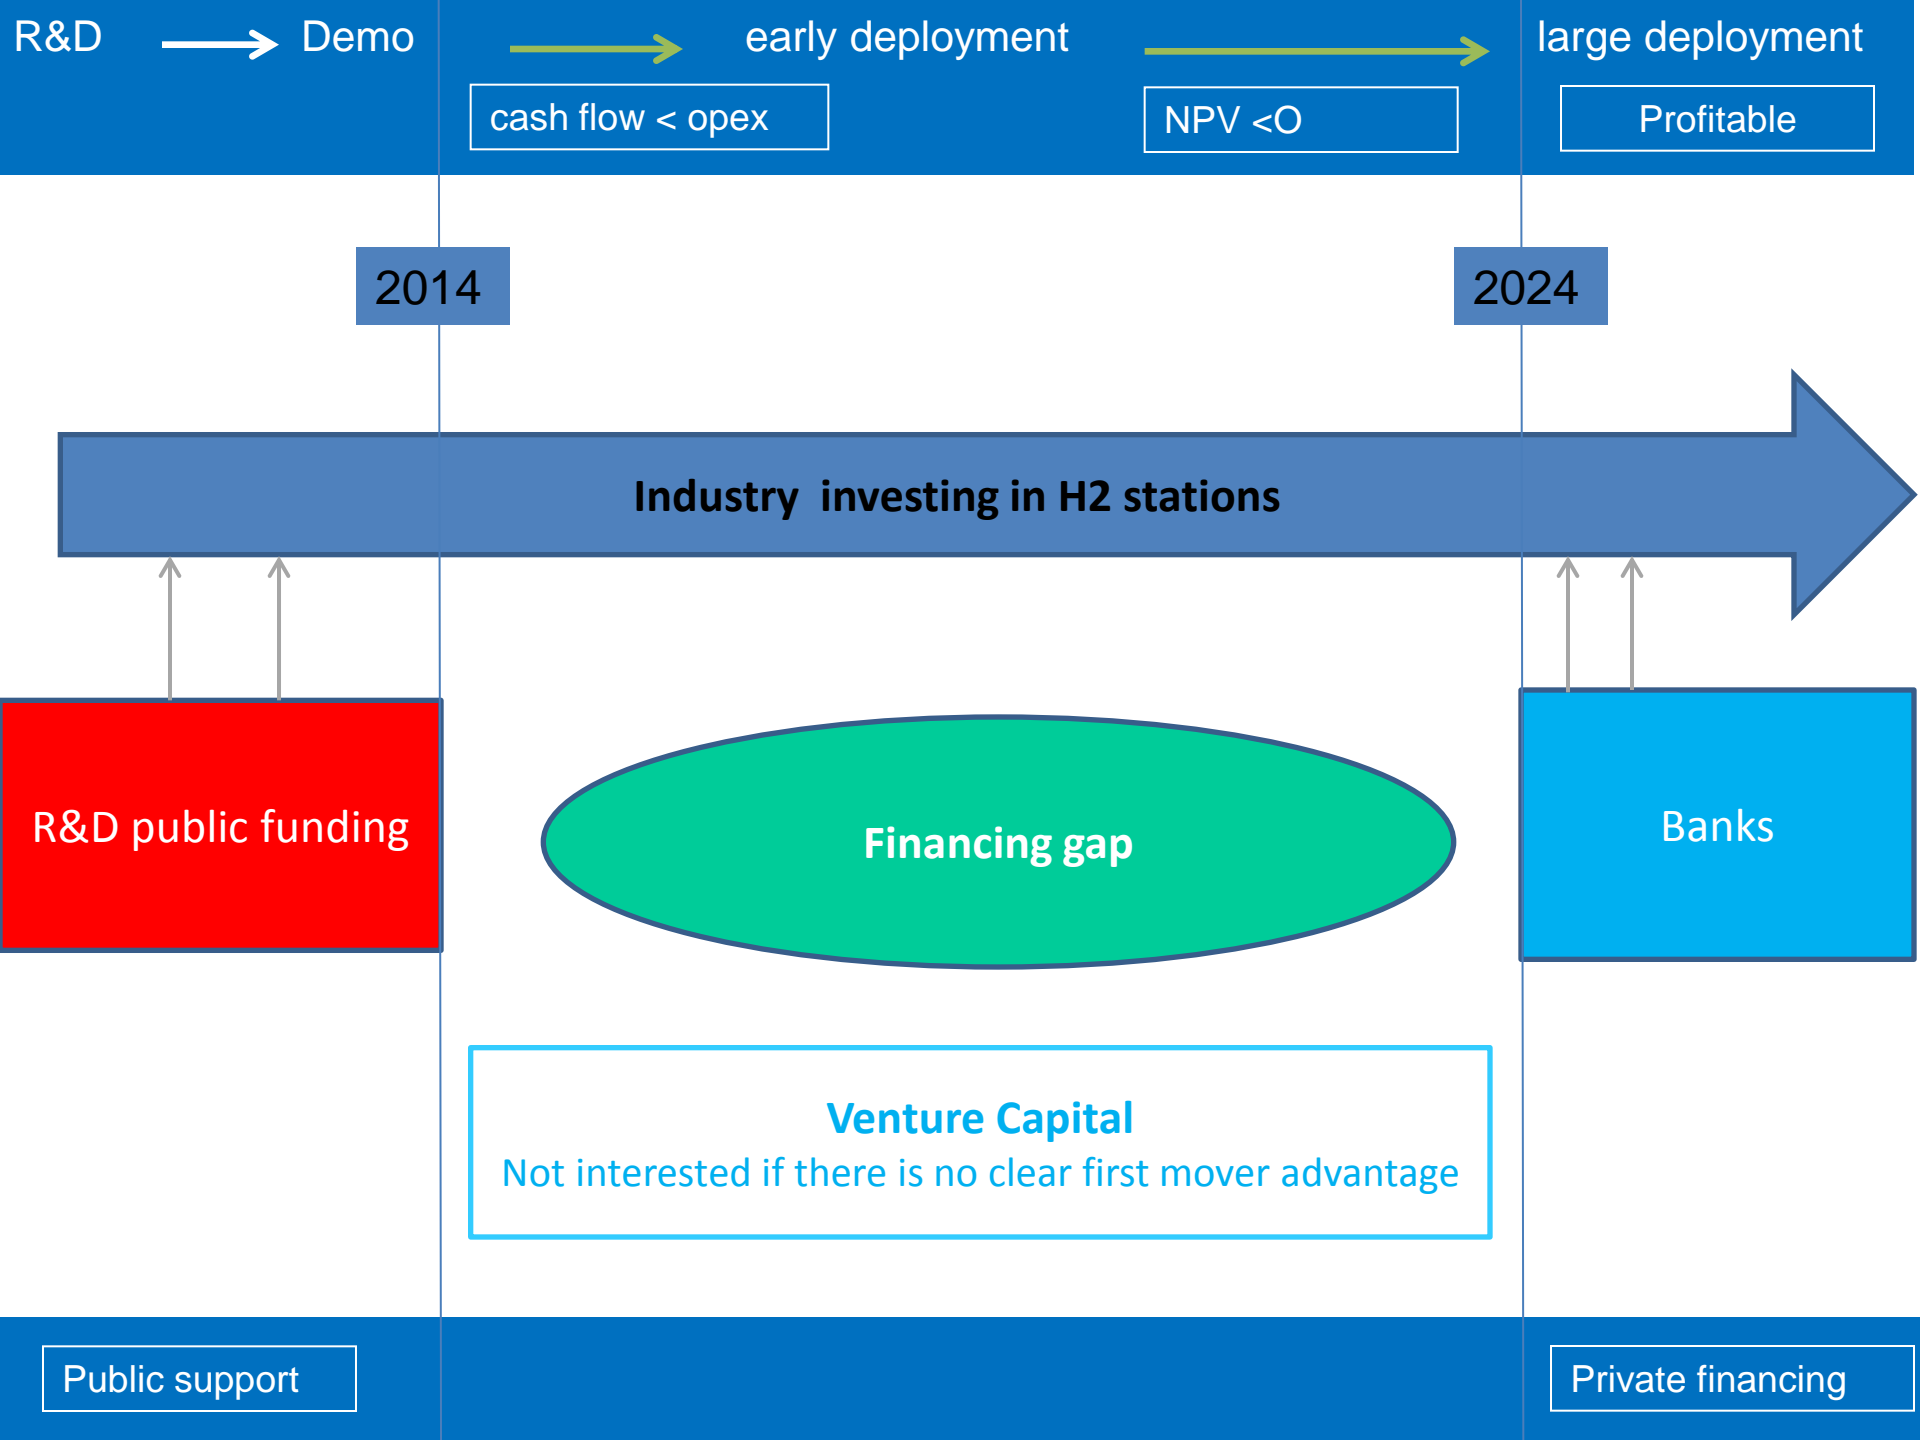 R&D Demo early deployment large deployment
cash flow < opex
NPV <O
Profitable
2014
2024
Industry  investing in H2 stations
R&D public funding
Financing gap
Banks
Venture Capital
Not interested if there is no clear first mover advantage
Public support
Private financing